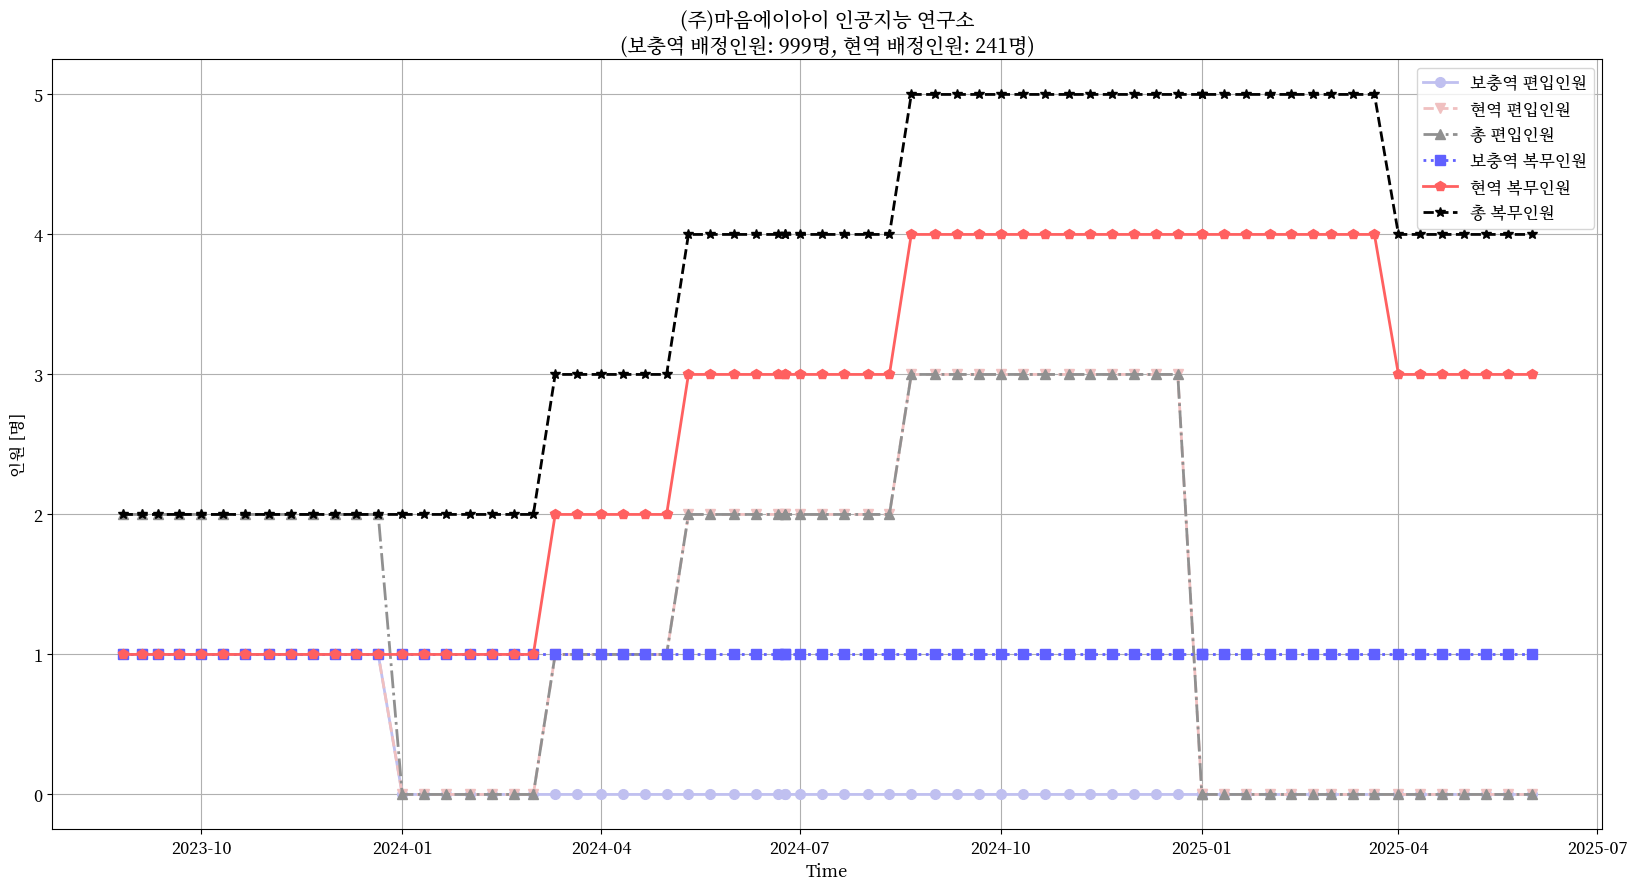 (주)마음에이아이 인공지능 연구소
(보충역 배정인원: 999명, 현역 배정인원: 241명)
보충역 편입인원
현역 편입인원
총 편입인원
보충역 복무인원
현역 복무인원
총 복무인원
인원 [명]
5
4
3
2
1
0
2023-10
2024-01
2024-04
2024-07
2024-10
2025-01
2025-04
2025-07
Time